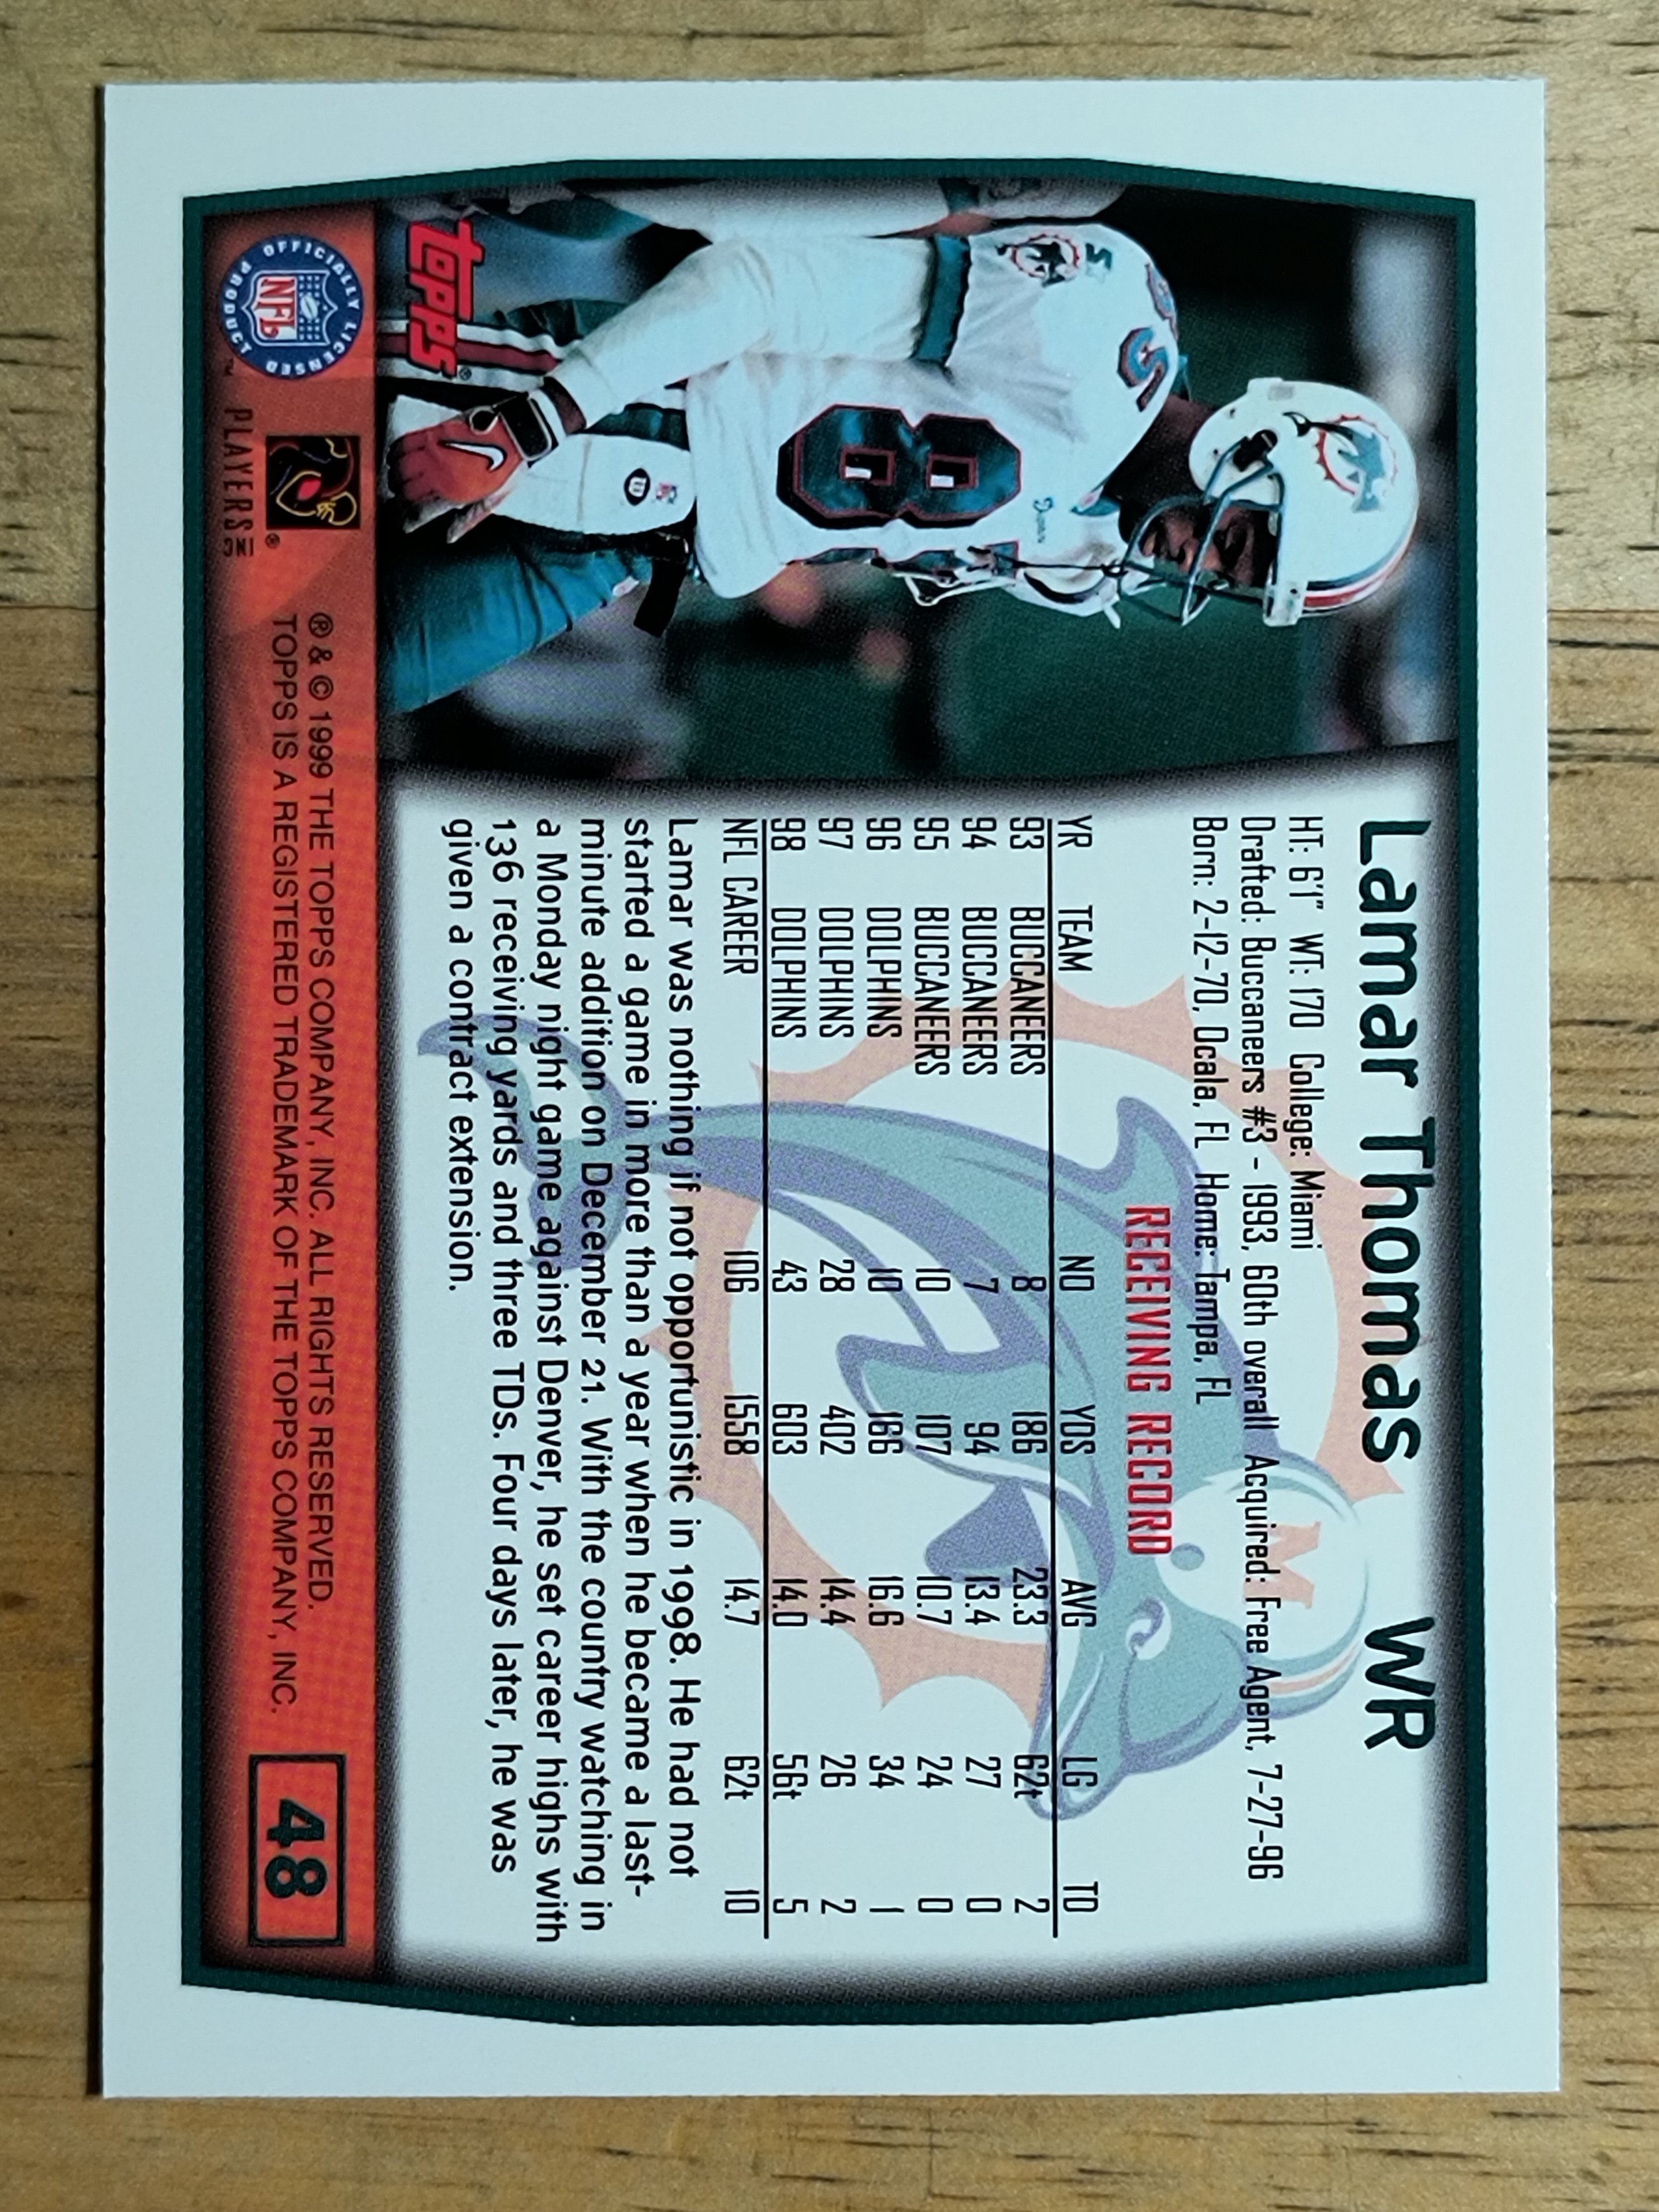 Lamar Thomas WR
HT: 6'1" WT: 170 College: Miami
Drafted: Buccaneers #3 - 1993, 60th overall Acquired: Free Agent, 7-27-96
Born: 2-12-70, Ocala, FL Home: Tampa, FL
RECEIVING RECORD
YR TEAM NO YDS AVG LG TD
93 BUCCANEERS 8 186 23.3 62t 2
94 BUCCANEERS 7 94 13.4 27 0
95 BUCCANEERS 10 107 10.7 24 0
96 DOLPHINS 10 166 16.6 34 1
97 DOLPHINS 28 402 14.4 26 2
98 DOLPHINS 43 603 14.0 56t 5
NFL CAREER 106 1558 14.7 62t 10
Lamar was nothing if not opportunistic in 1998. He had not
started a game in more than a year when he became a last-
minute addition on December 21. With the country watching in
a Monday night game against Denver, he set career highs with
136 receiving yards and three TDs. Four days later, he was
given a contract extension.
85
8
M
Topps®
OFFICIALLY LICENSED
NFL
PRODUCT
™
PLAYERS INC
®
® & © 1999 THE TOPPS COMPANY, INC. ALL RIGHTS RESERVED.
TOPPS IS A REGISTERED TRADEMARK OF THE TOPPS COMPANY, INC.
48